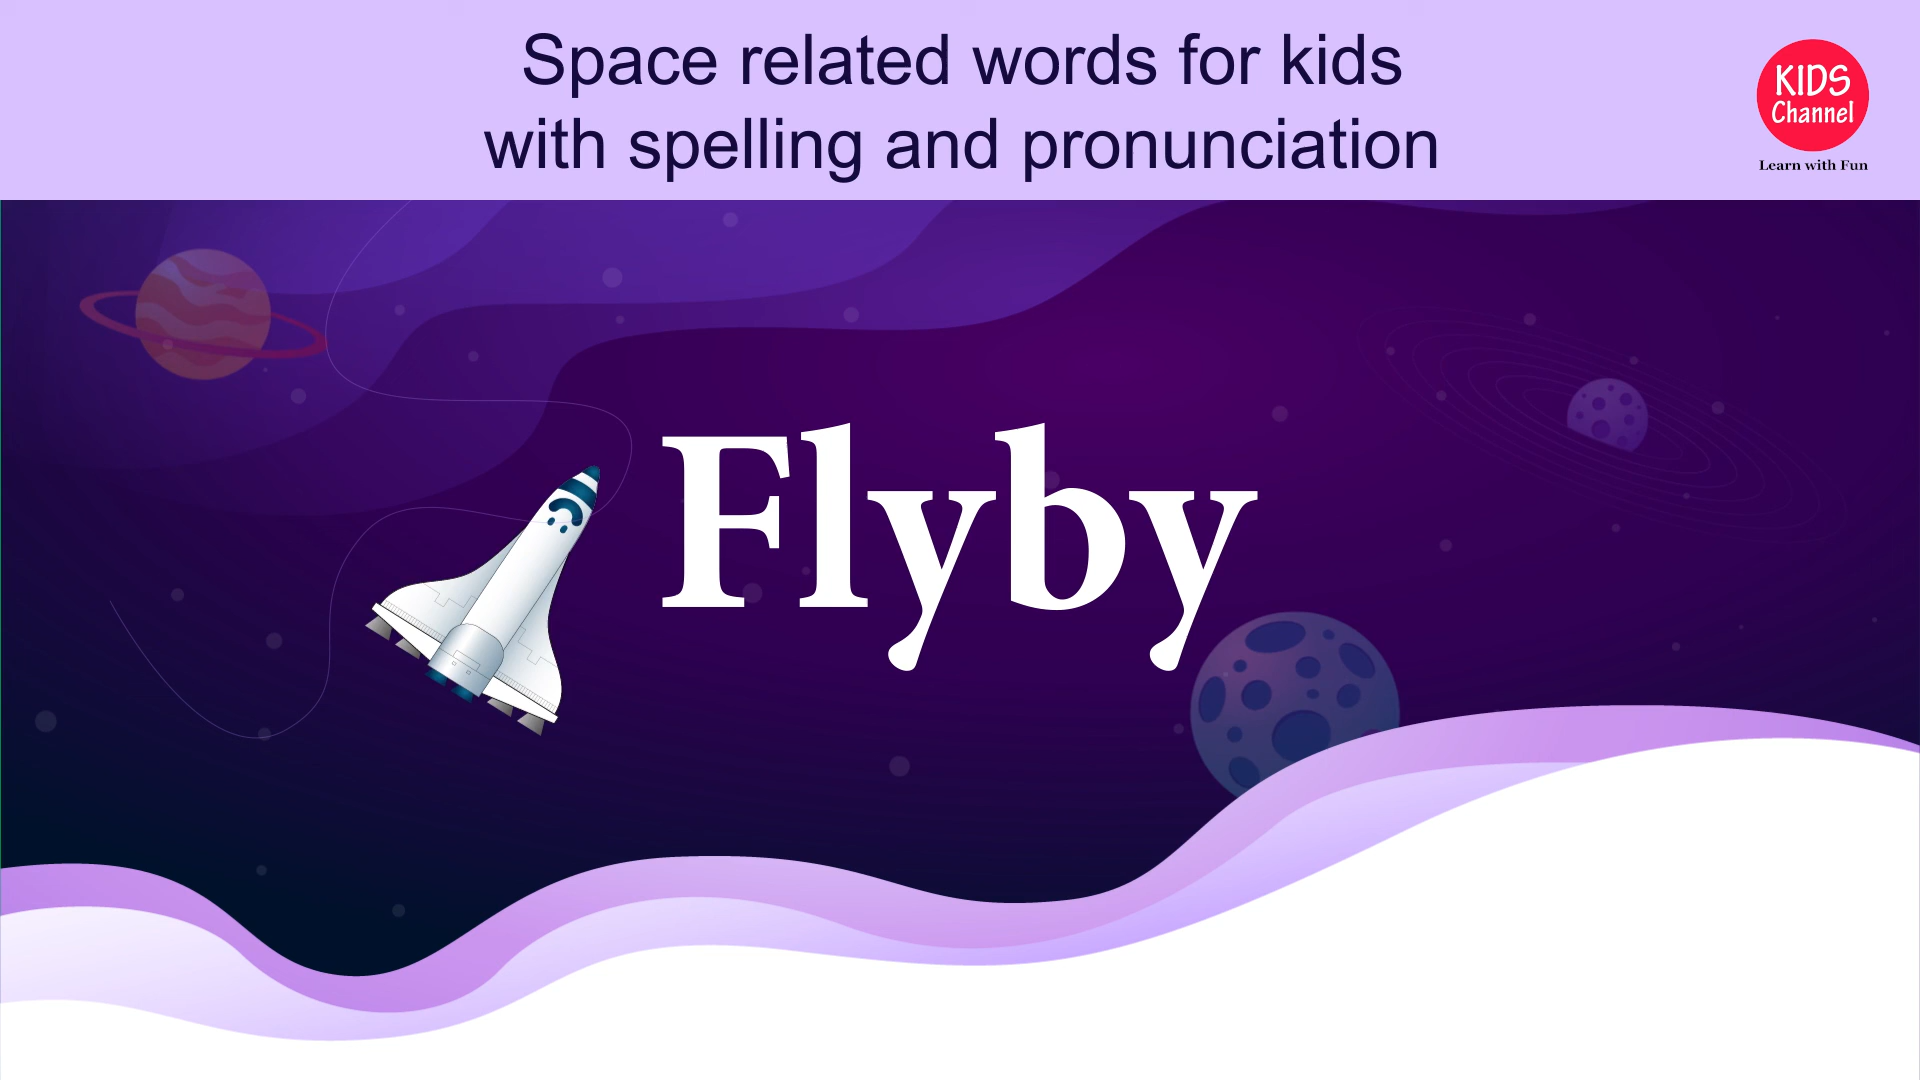 Space related words for kids
with spelling and pronunciation
KIDS
Channel
Learn with Fun
Flyby